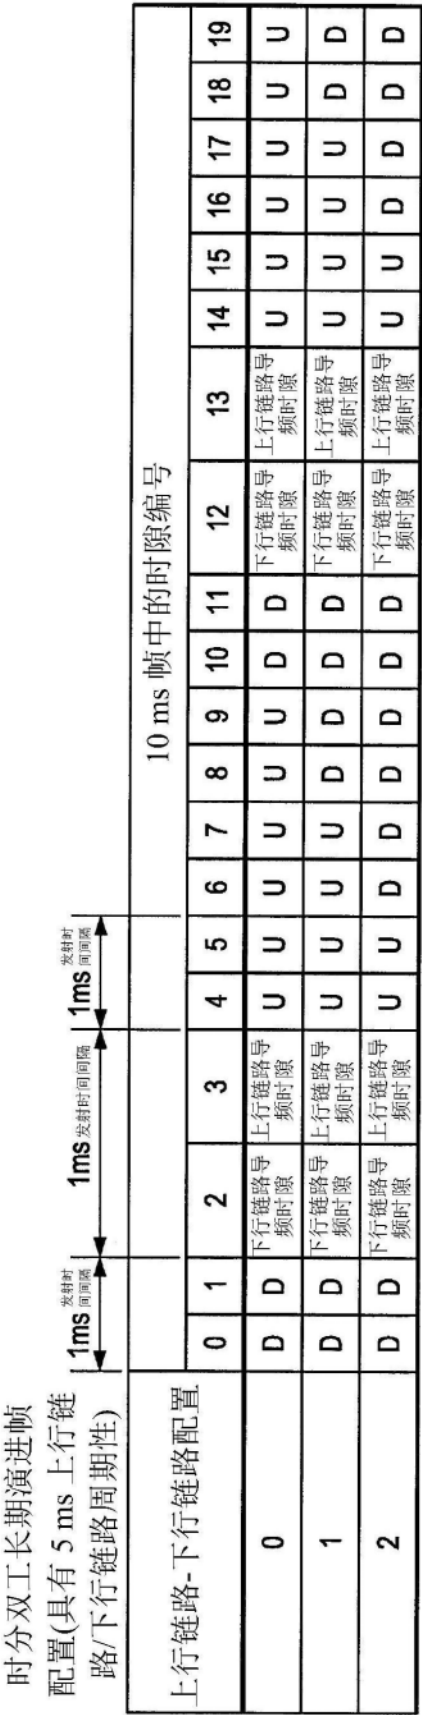 时分双工长期演进帧
配置(具有 5 ms 上行链
路/下行链路周期性)
1ms 发射时间间隔 1ms 发射时间间隔 1ms 发射时间间隔
上行链路-下行链路配置 10 ms 帧中的时隙编号
0 1 2 3 4 5 6 7 8 9 10 11 12 13 14 15 16 17 18 19
0 D D 下行链路导频时隙 上行链路导频时隙 U U U U U U D D 下行链路导频时隙 上行链路导频时隙 U U U U U U
1 D D 下行链路导频时隙 上行链路导频时隙 U U U U D D D D 下行链路导频时隙 上行链路导频时隙 U U U U D D
2 D D 下行链路导频时隙 上行链路导频时隙 U U D D D D D D 下行链路导频时隙 上行链路导频时隙 U U D D D D